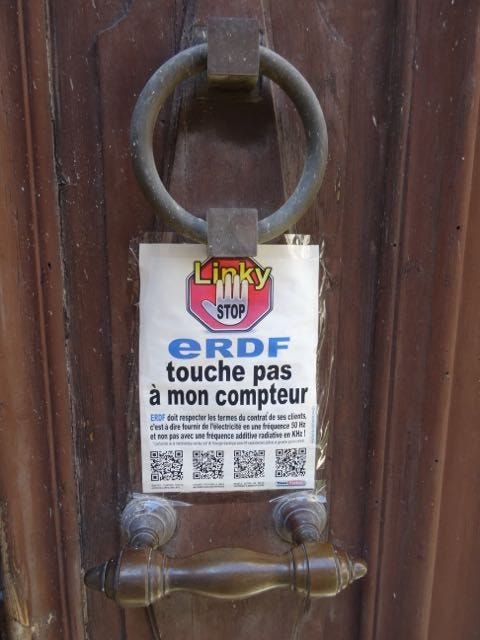 Linky
STOP
eRDF
touche pas
à mon compteur
ERDF doit respecter les termes du contrat de ses clients,
c'est à dire fournir de l'électricité en une fréquence 50 Hz
et non pas avec une fréquence additive radiative en KHz !